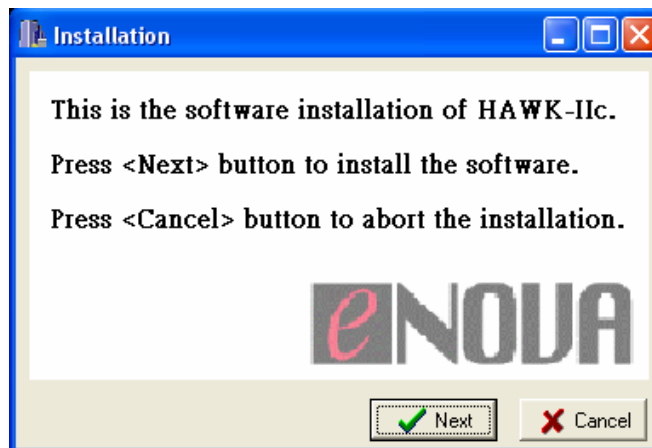 Installation
This is the software installation of HAWK-IIc.
Press <Next> button to install the software.
Press <Cancel> button to abort the installation.
eNOVA
Next
Cancel